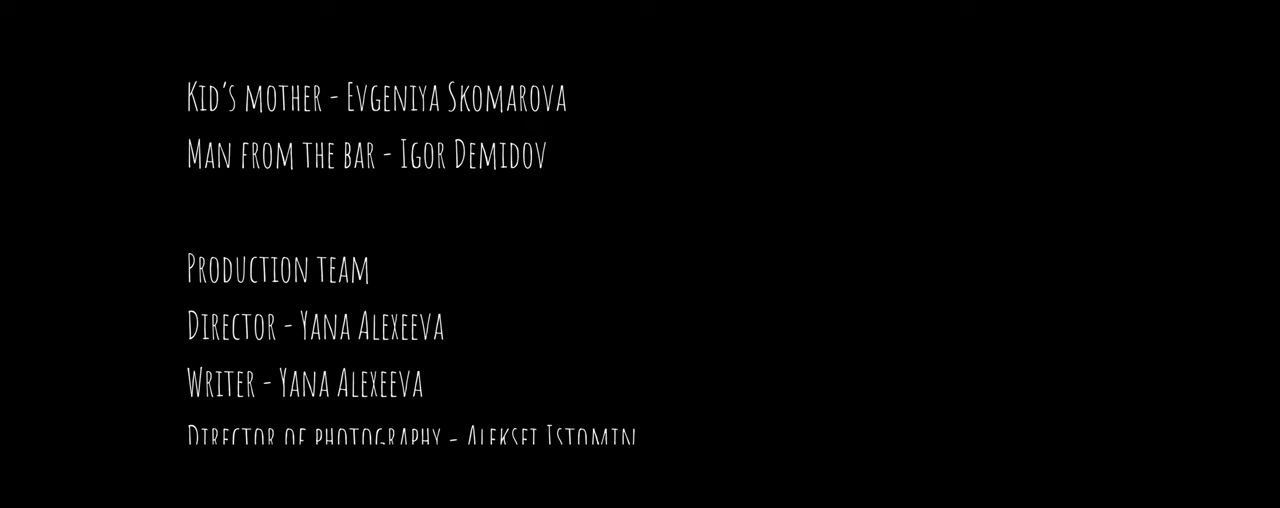 Kid's mother - Evgeniya Skomarova
Man from the bar - Igor Demidov
Production team
Director - Yana Alexeeva
Writer - Yana Alexeeva
Director of photography - Aleksei Istomin